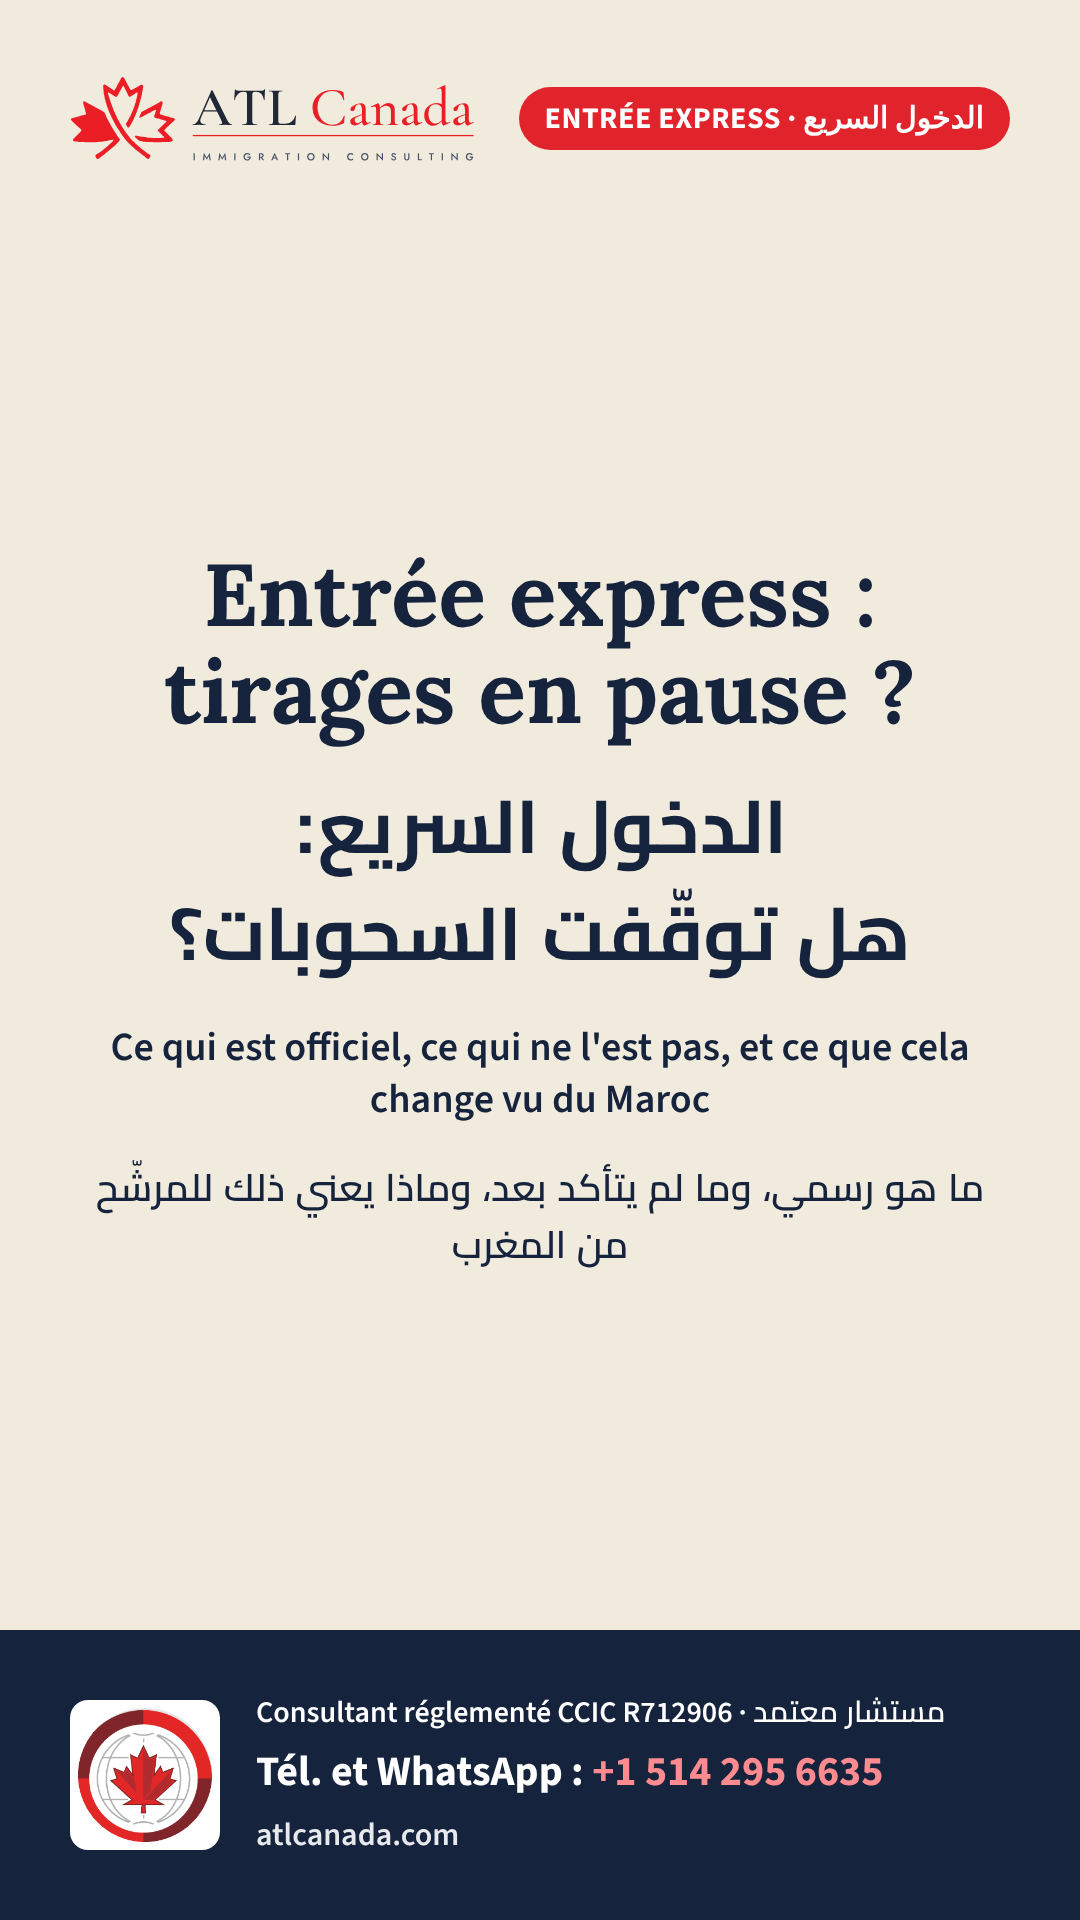 ATL Canada
IMMIGRATION CONSULTING
ENTRÉE EXPRESS · الدخول السريع
Entrée express :
tirages en pause ?
الدخول السريع:
هل توقّفت السحوبات؟
Ce qui est officiel, ce qui ne l'est pas, et ce que cela
change vu du Maroc
ما هو رسمي، وما لم يتأكد بعد، وماذا يعني ذلك للمرشّح
من المغرب
Consultant réglementé CCIC R712906 · مستشار معتمد
Tél. et WhatsApp : +1 514 295 6635
atlcanada.com